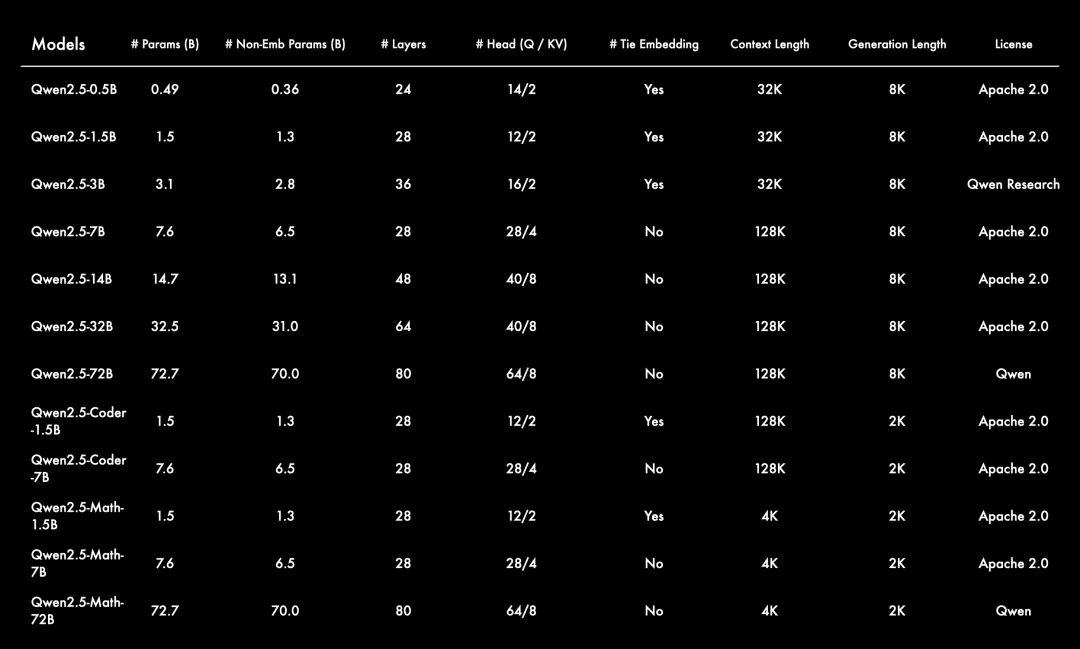 Models # Params (B) # Non-Emb Params (B) # Layers # Head (Q / KV) # Tie Embedding Context Length Generation Length License
Qwen2.5-0.5B 0.49 0.36 24 14/2 Yes 32K 8K Apache 2.0
Qwen2.5-1.5B 1.5 1.3 28 12/2 Yes 32K 8K Apache 2.0
Qwen2.5-3B 3.1 2.8 36 16/2 Yes 32K 8K Qwen Research
Qwen2.5-7B 7.6 6.5 28 28/4 No 128K 8K Apache 2.0
Qwen2.5-14B 14.7 13.1 48 40/8 No 128K 8K Apache 2.0
Qwen2.5-32B 32.5 31.0 64 40/8 No 128K 8K Apache 2.0
Qwen2.5-72B 72.7 70.0 80 64/8 No 128K 8K Qwen
Qwen2.5-Coder
-1.5B 1.5 1.3 28 12/2 Yes 128K 2K Apache 2.0
Qwen2.5-Coder
-7B 7.6 6.5 28 28/4 No 128K 2K Apache 2.0
Qwen2.5-Math-
1.5B 1.5 1.3 28 12/2 Yes 4K 2K Apache 2.0
Qwen2.5-Math-
7B 7.6 6.5 28 28/4 No 4K 2K Apache 2.0
Qwen2.5-Math-
72B 72.7 70.0 80 64/8 No 4K 2K Qwen